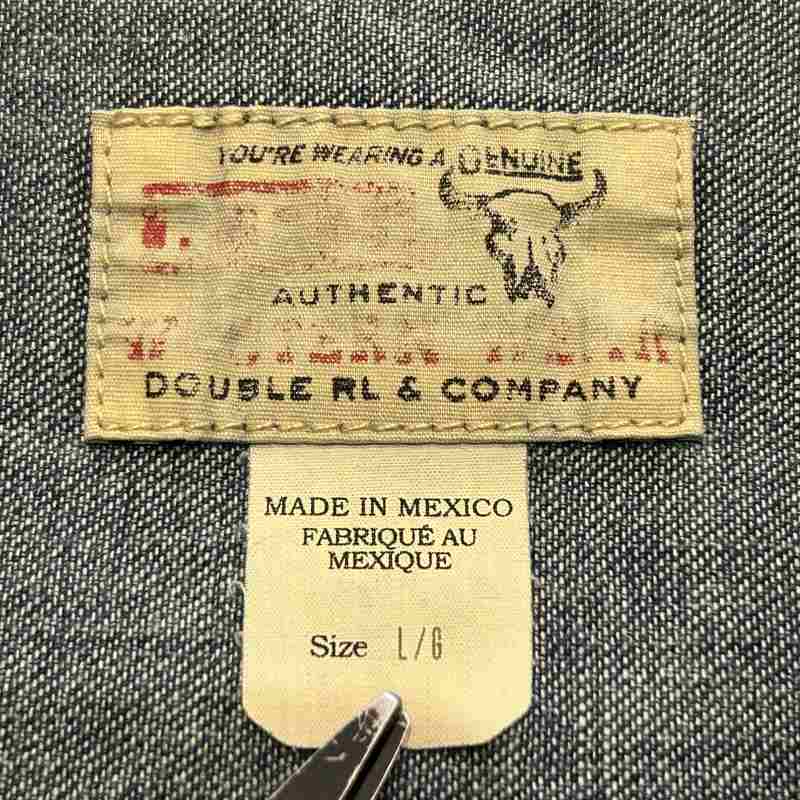 YOU'RE WEARING A GENUINE
AUTHENTIC
DOUBLE RL & COMPANY
MADE IN MEXICO
FABRIQUÉ AU
MEXIQUE
Size L/G